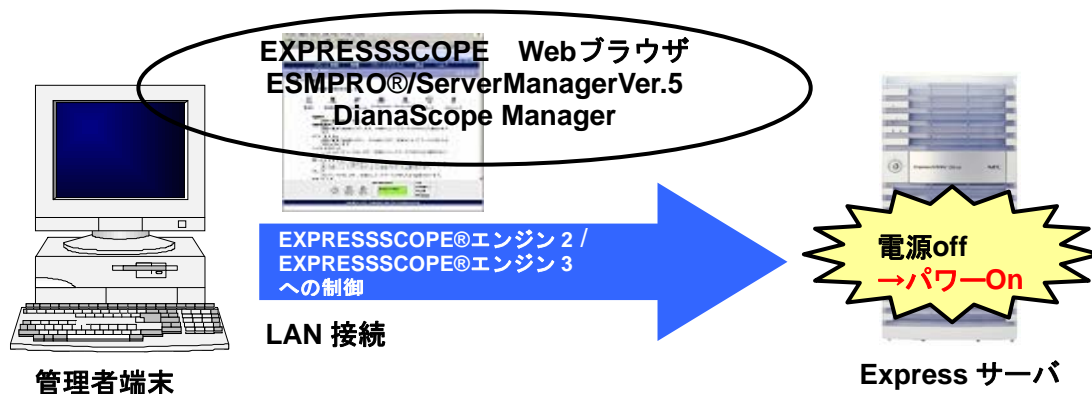 EXPRESSSCOPE Webブラウザ
ESMPRO®/ServerManagerVer.5
DianaScope Manager
EXPRESSSCOPE®エンジン 2 /
EXPRESSSCOPE®エンジン 3
への制御
LAN 接続
管理者端末
NEC
電源off
→パワーOn
Express サーバ